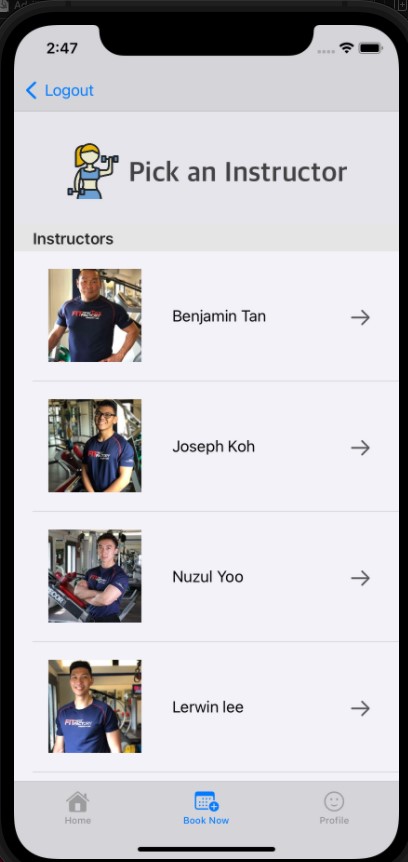 2:47
Logout
Pick an Instructor
Instructors
Benjamin Tan
Joseph Koh
Nuzul Yoo
Lerwin lee
Home
Book Now
Profile